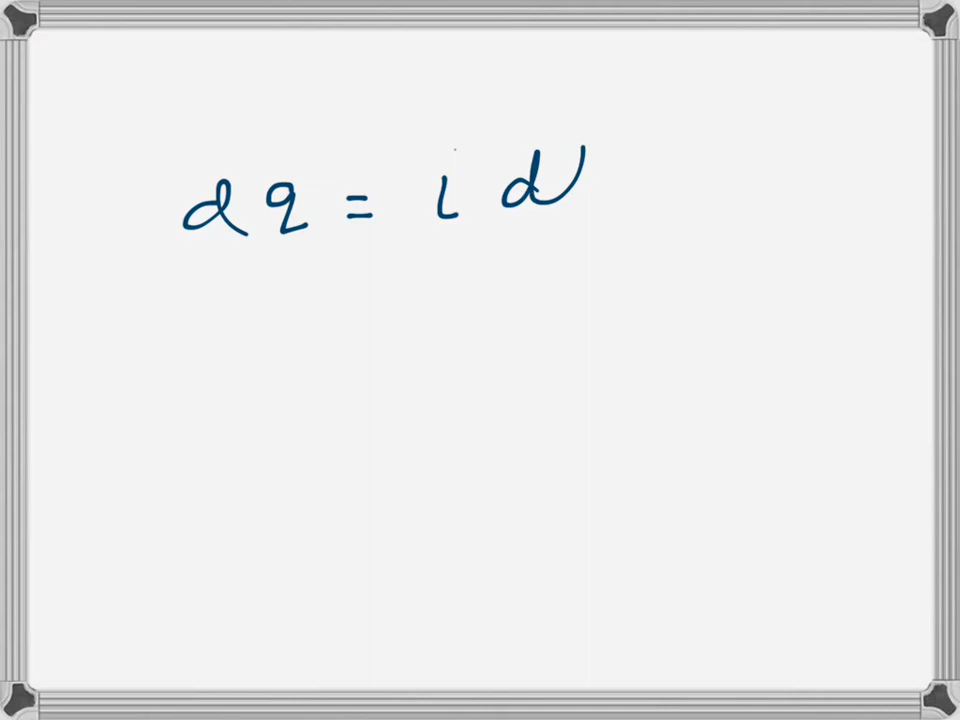 dq = i d